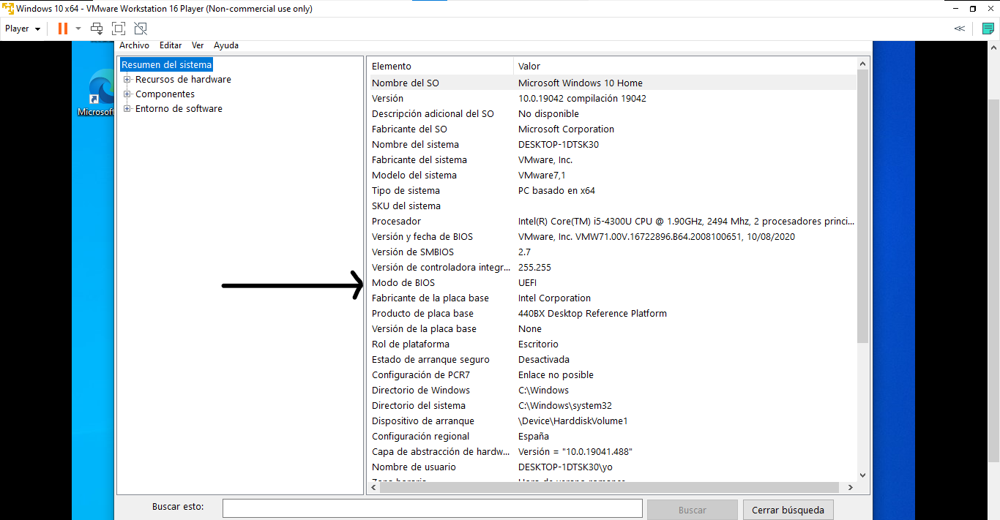 Windows 10 x64 - VMware Workstation 16 Player (Non-commercial use only)
Player
Archivo Editar Ver Ayuda
Microsoft
Resumen del sistema
Recursos de hardware
Componentes
Entorno de software
Elemento Valor
Nombre del SO Microsoft Windows 10 Home
Versión 10.0.19042 compilación 19042
Descripción adicional del SO No disponible
Fabricante del SO Microsoft Corporation
Nombre del sistema DESKTOP-1DTSK30
Fabricante del sistema VMware, Inc.
Modelo del sistema VMware7,1
Tipo de sistema PC basado en x64
SKU del sistema
Procesador Intel(R) Core(TM) i5-4300U CPU @ 1.90GHz, 2494 Mhz, 2 procesadores princi...
Versión y fecha de BIOS VMware, Inc. VMW71.00V.16722896.B64.2008100651, 10/08/2020
Versión de SMBIOS 2.7
Versión de controladora integr... 255.255
Modo de BIOS UEFI
Fabricante de la placa base Intel Corporation
Producto de placa base 440BX Desktop Reference Platform
Versión de la placa base None
Rol de plataforma Escritorio
Estado de arranque seguro Desactivada
Configuración de PCR7 Enlace no posible
Directorio de Windows C:\Windows
Directorio del sistema C:\Windows\system32
Dispositivo de arranque \Device\HarddiskVolume1
Configuración regional España
Capa de abstracción de hardw... Versión = "10.0.19041.488"
Nombre de usuario DESKTOP-1DTSK30\yo
Zona horaria Hora de verano romance
Buscar esto: Buscar Cerrar búsqueda